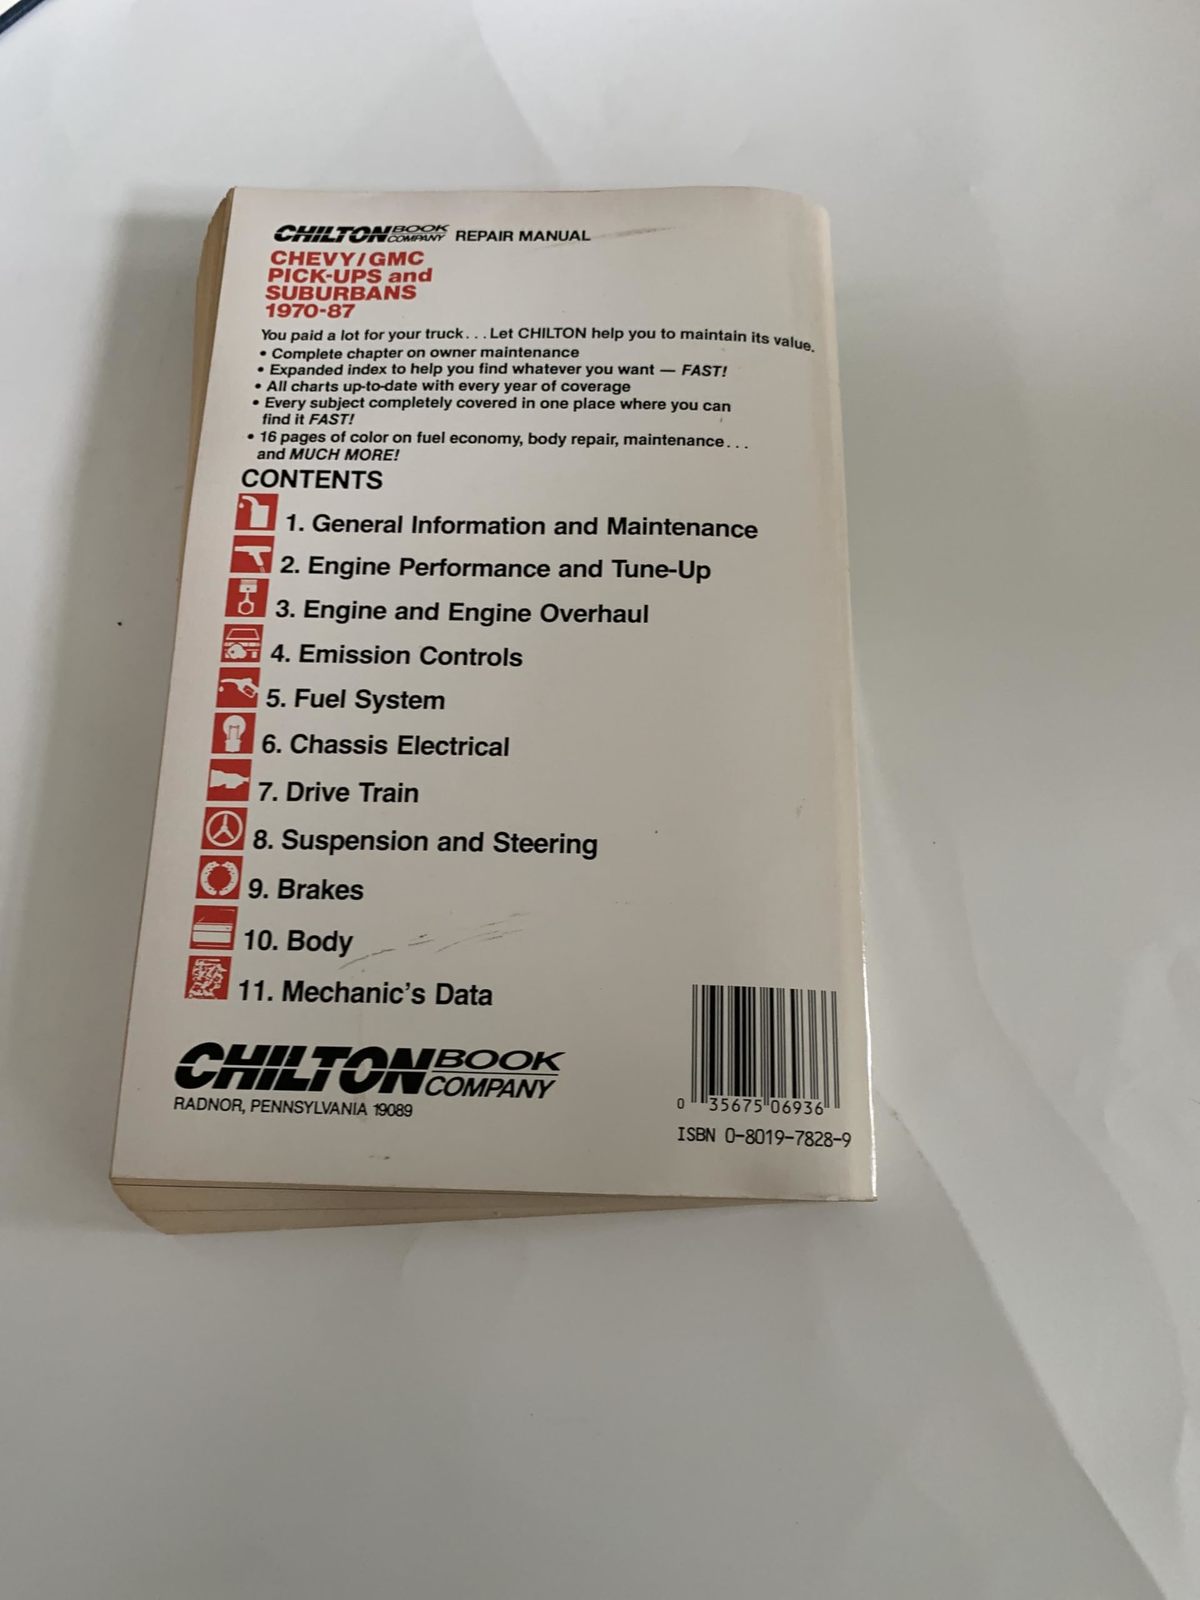 CHILTON BOOK COMPANY REPAIR MANUAL
CHEVY/GMC
PICK-UPS and
SUBURBANS
1970-87
You paid a lot for your truck. . . Let CHILTON help you to maintain its value.
• Complete chapter on owner maintenance
• Expanded index to help you find whatever you want — FAST!
• All charts up-to-date with every year of coverage
• Every subject completely covered in one place where you can
find it FAST!
• 16 pages of color on fuel economy, body repair, maintenance. . .
and MUCH MORE!
CONTENTS
1. General Information and Maintenance
2. Engine Performance and Tune-Up
3. Engine and Engine Overhaul
4. Emission Controls
5. Fuel System
6. Chassis Electrical
7. Drive Train
8. Suspension and Steering
9. Brakes
10. Body
11. Mechanic's Data
CHILTON BOOK COMPANY
RADNOR, PENNSYLVANIA 19089
0 35675 06936
ISBN 0-8019-7828-9